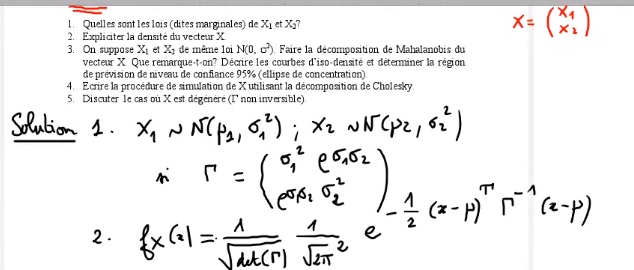 1. Quelles sont les lois (dites marginales) de X₁ et X₂?
X = (X₁ X₂)
2. Expliciter la densité du vecteur X.
3. On suppose X₁ et X₂ de même loi N(0, σ²). Faire la décomposition de Mahalanobis du
vecteur X. Que remarque-t-on? Décrire les courbes d'iso-densité et déterminer la région
de prévision de niveau de confiance 95% (ellipse de concentration).
4. Ecrire la procédure de simulation de X utilisant la décomposition de Cholesky.
5. Discuter le cas où X est dégénéré (Γ non inversible).
Solution 1. X₁ ~ N(μ₁, σ₁²) ; X₂ ~ N(μ₂, σ₂²)
si Γ = (σ₁² ρσ₁σ₂
ρσ₁σ₂ σ₂²)
2. fx(x) = 1/√det(Γ) 1/√2π² e^{-1/2 (x-μ)ᵀ Γ⁻¹ (x-μ)}